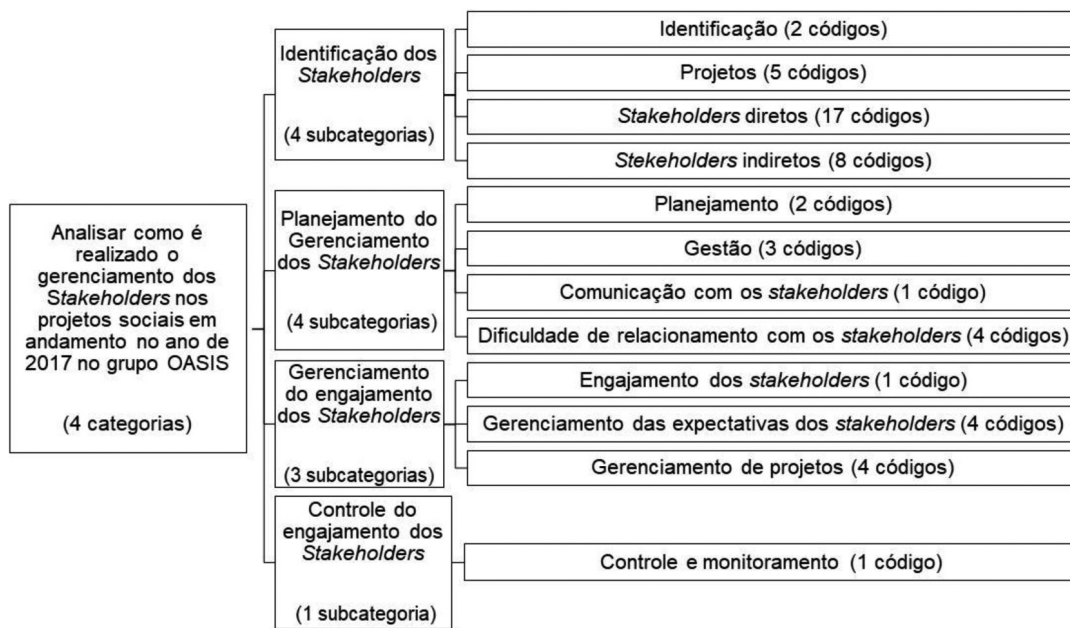 Analisar como é
realizado o
gerenciamento dos
Stakeholders nos
projetos sociais em
andamento no ano de
2017 no grupo OASIS
(4 categorias)
Identificação dos
Stakeholders
(4 subcategorias)
Identificação (2 códigos)
Projetos (5 códigos)
Stakeholders diretos (17 códigos)
Stekeholders indiretos (8 códigos)
Planejamento do
Gerenciamento
dos Stakeholders
(4 subcategorias)
Planejamento (2 códigos)
Gestão (3 códigos)
Comunicação com os stakeholders (1 código)
Dificuldade de relacionamento com os stakeholders (4 códigos)
Gerenciamento
do engajamento
dos Stakeholders
(3 subcategorias)
Engajamento dos stakeholders (1 código)
Gerenciamento das expectativas dos stakeholders (4 códigos)
Gerenciamento de projetos (4 códigos)
Controle do
engajamento dos
Stakeholders
(1 subcategoria)
Controle e monitoramento (1 código)